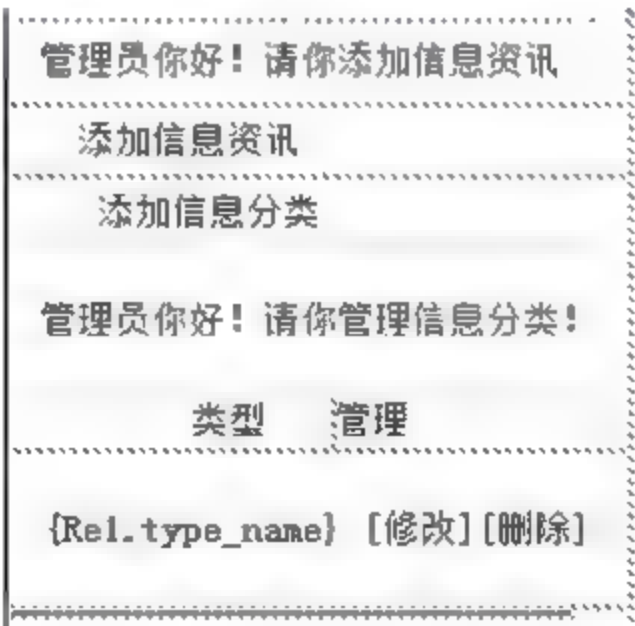 管理员你好！请你添加信息资讯
添加信息资讯
添加信息分类
管理员你好！请你管理信息分类！
类型 管理
{Rel.type_name} [修改][删除]